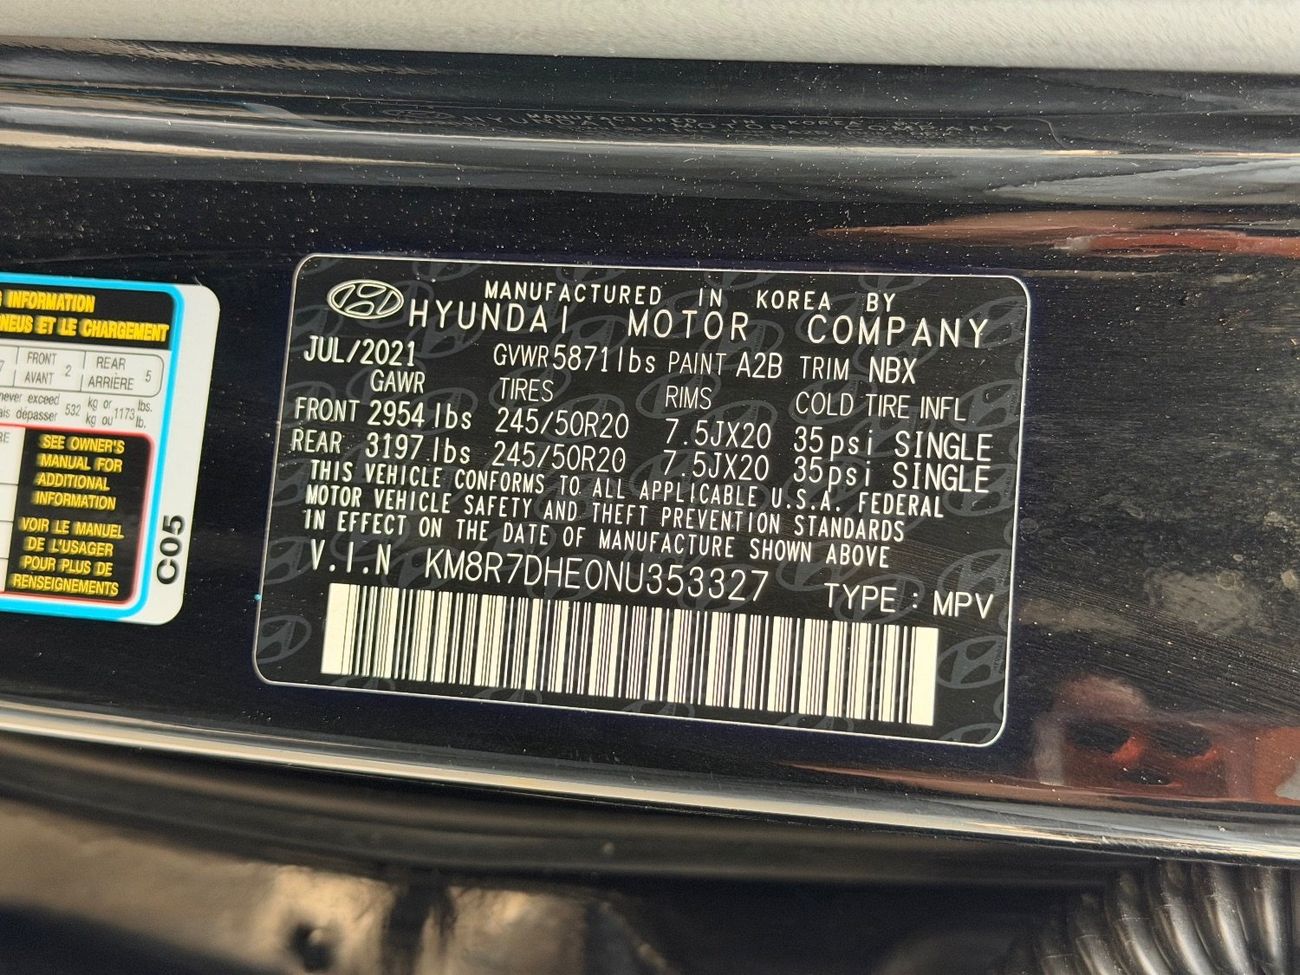 MANUFACTURED IN KOREA BY
HYUNDAI MOTOR COMPANY
JUL/2021 GVWR 5871 lbs PAINT A2B TRIM NBX
GAWR TIRES RIMS COLD TIRE INFL
FRONT 2954 lbs 245/50R20 7.5JX20 35psi SINGLE
REAR 3197 lbs 245/50R20 7.5JX20 35psi SINGLE
THIS VEHICLE CONFORMS TO ALL APPLICABLE U.S.A. FEDERAL
MOTOR VEHICLE SAFETY AND THEFT PREVENTION STANDARDS
IN EFFECT ON THE DATE OF MANUFACTURE SHOWN ABOVE
V.I.N KM8R7DHE0NU353327 TYPE : MPV
INFORMATION
ET LE CHARGEMENT
FRONT AVANT 2 REAR ARRIÈRE 5
exceed
dépasser 532 kg or kg ou 1173 lbs. lb.
SEE OWNER'S
MANUAL FOR
ADDITIONAL
INFORMATION
VOIR LE MANUEL
DE L'USAGER
POUR PLUS DE
RENSEIGNEMENTS
C05